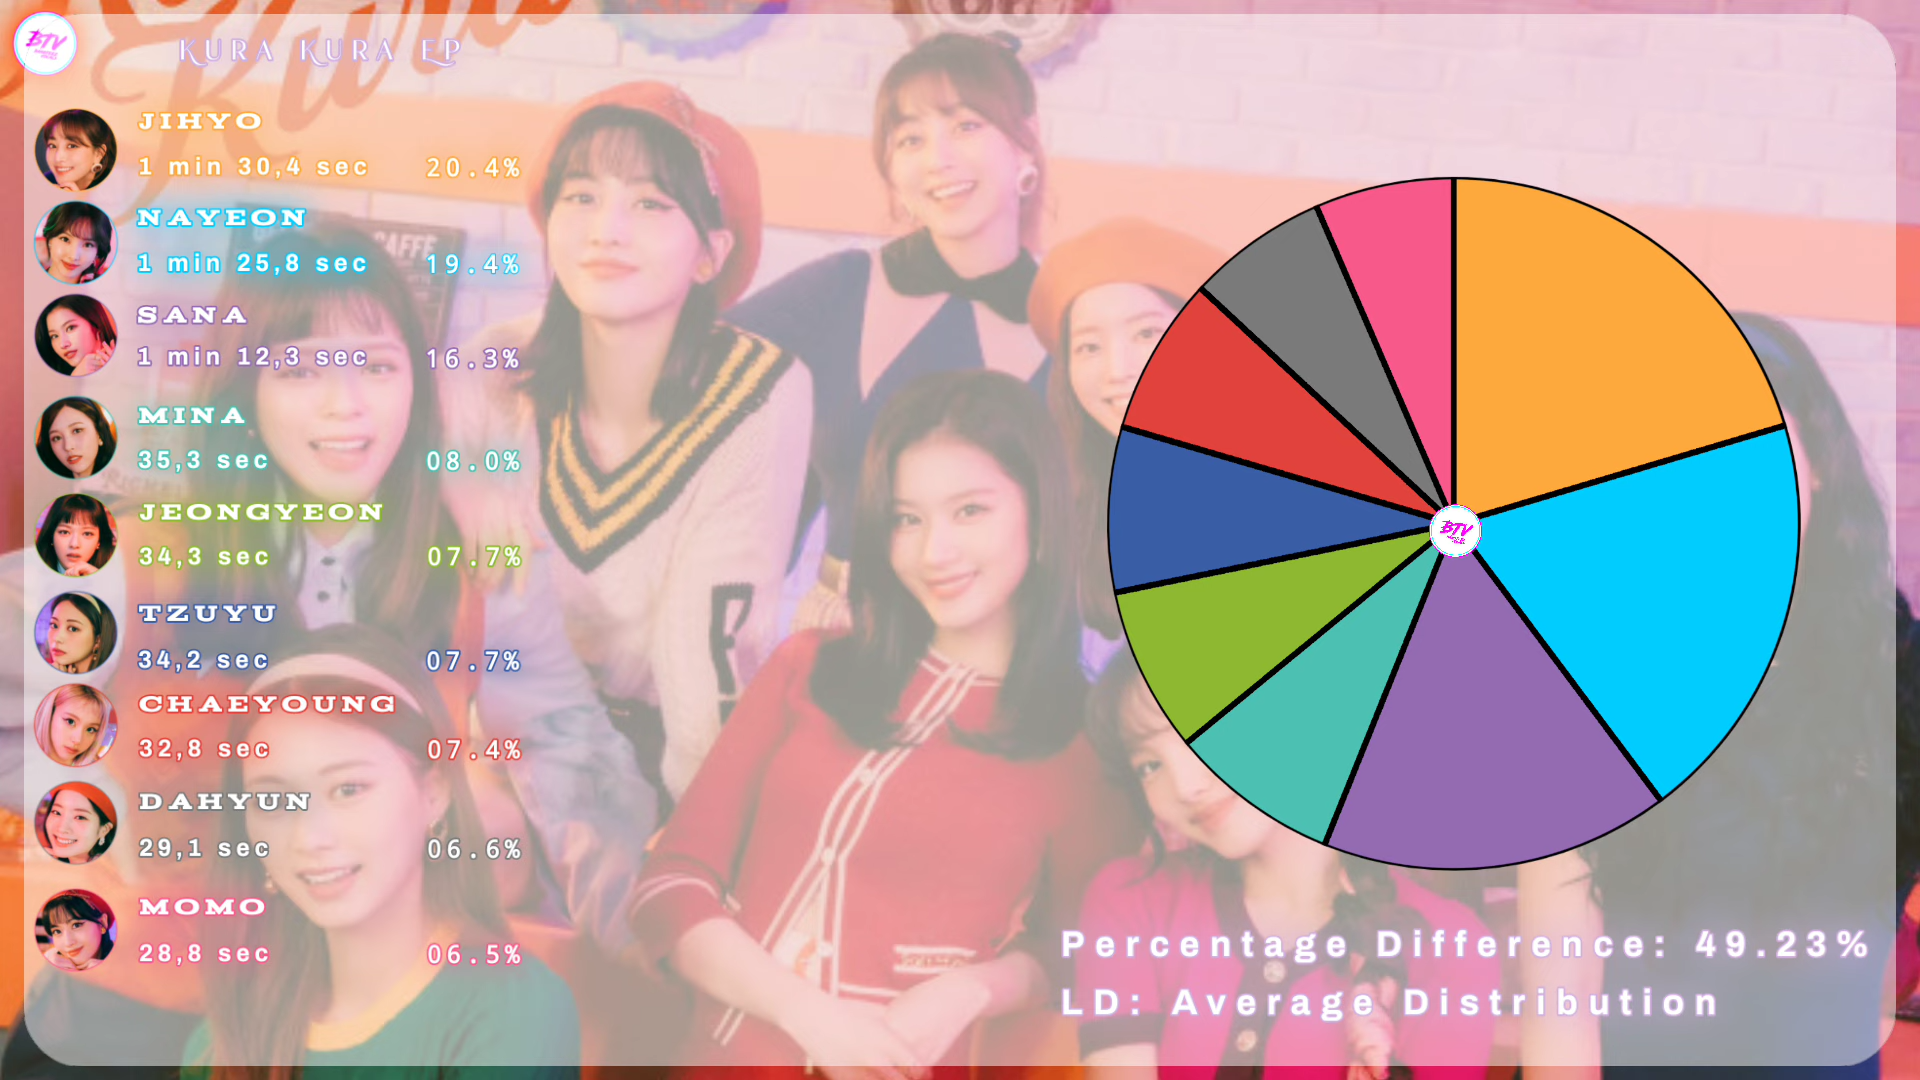 BTV
KURA KURA EP
JIHYO
1 min 30,4 sec 20.4%
NAYEON
1 min 25,8 sec 19.4%
SANA
1 min 12,3 sec 16.3%
MINA
35,3 sec 08.0%
JEONGYEON
34,3 sec 07.7%
TZUYU
34,2 sec 07.7%
CHAEYOUNG
32,8 sec 07.4%
DAHYUN
29,1 sec 06.6%
MOMO
28,8 sec 06.5%
CAFFÈ
R
BTV
Percentage Difference: 49.23%
LD: Average Distribution